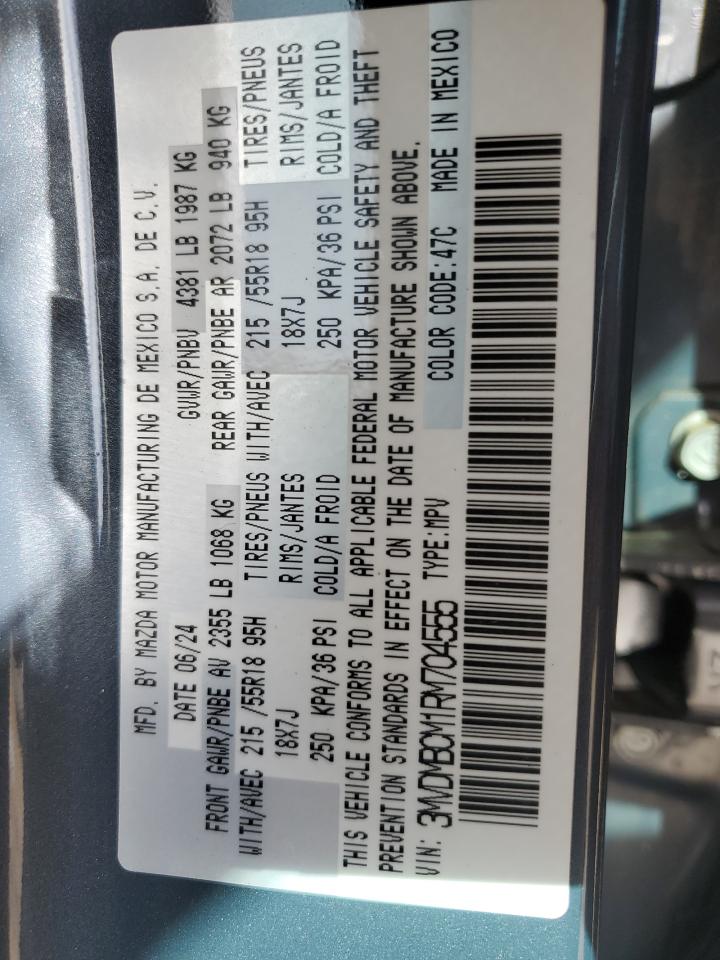 MFD. BY MAZDA MOTOR MANUFACTURING DE MEXICO S.A. DE C.V.
DATE 06/24 GVWR/PNBV 4381 LB 1987 KG
FRONT GAWR/PNBE AV 2355 LB 1068 KG REAR GAWR/PNBE AR 2072 LB 940 KG
WITH/AVEC 215 /55R18 95H TIRES/PNEUS WITH/AVEC 215 /55R18 95H TIRES/PNEUS
18X7J RIMS/JANTES 18X7J RIMS/JANTES
250 KPA/36 PSI COLD/A FROID 250 KPA/36 PSI COLD/A FROID
THIS VEHICLE CONFORMS TO ALL APPLICABLE FEDERAL MOTOR VEHICLE SAFETY AND THEFT
PREVENTION STANDARDS IN EFFECT ON THE DATE OF MANUFACTURE SHOWN ABOVE.
VIN: 3MVDMBCM1RM704555 TYPE:MPV COLOR CODE:47C MADE IN MEXICO